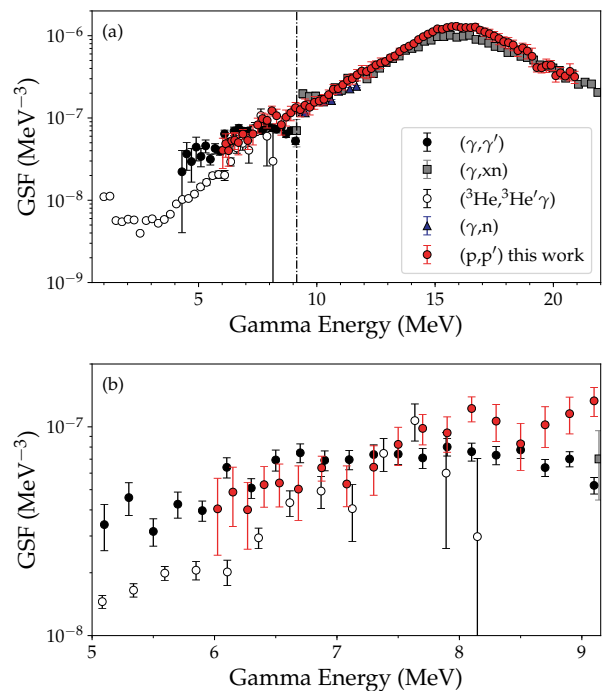 (a)
10⁻⁶
10⁻⁷
10⁻⁸
10⁻⁹
GSF (MeV⁻³)
(γ,γ′)
(γ,xn)
(³He,³He′γ)
(γ,n)
(p,p′) this work
5 10 15 20
Gamma Energy (MeV)
(b)
10⁻⁷
10⁻⁸
GSF (MeV⁻³)
5 6 7 8 9
Gamma Energy (MeV)